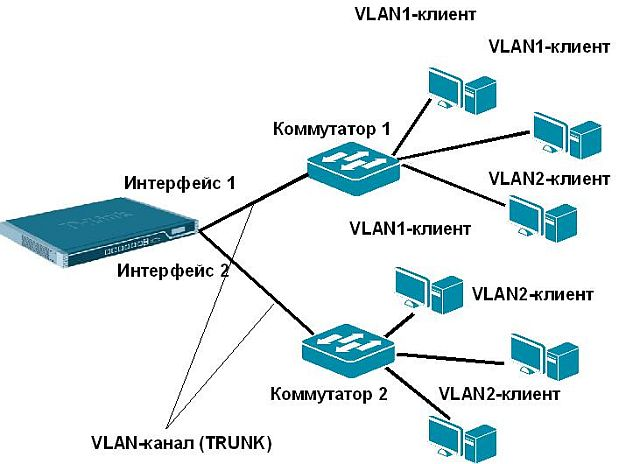 VLAN1-клиент
VLAN1-клиент
Коммутатор 1
Интерфейс 1
VLAN2-клиент
VLAN1-клиент
Интерфейс 2
VLAN2-клиент
Коммутатор 2
VLAN2-клиент
VLAN-канал (TRUNK)